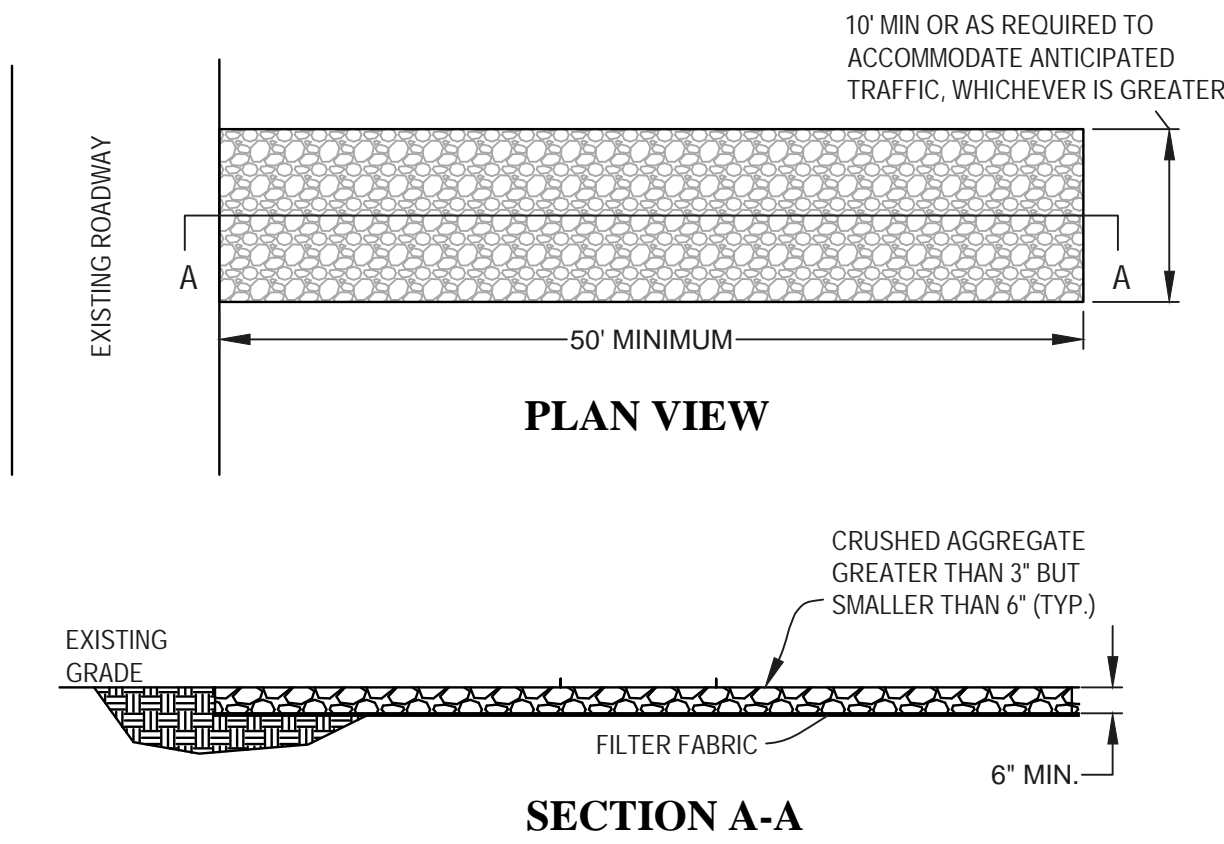 10' MIN OR AS REQUIRED TO
ACCOMMODATE ANTICIPATED
TRAFFIC, WHICHEVER IS GREATER
EXISTING ROADWAY
A
A
50' MINIMUM
PLAN VIEW
CRUSHED AGGREGATE
GREATER THAN 3" BUT
SMALLER THAN 6" (TYP.)
EXISTING
GRADE
FILTER FABRIC
6" MIN.
SECTION A-A